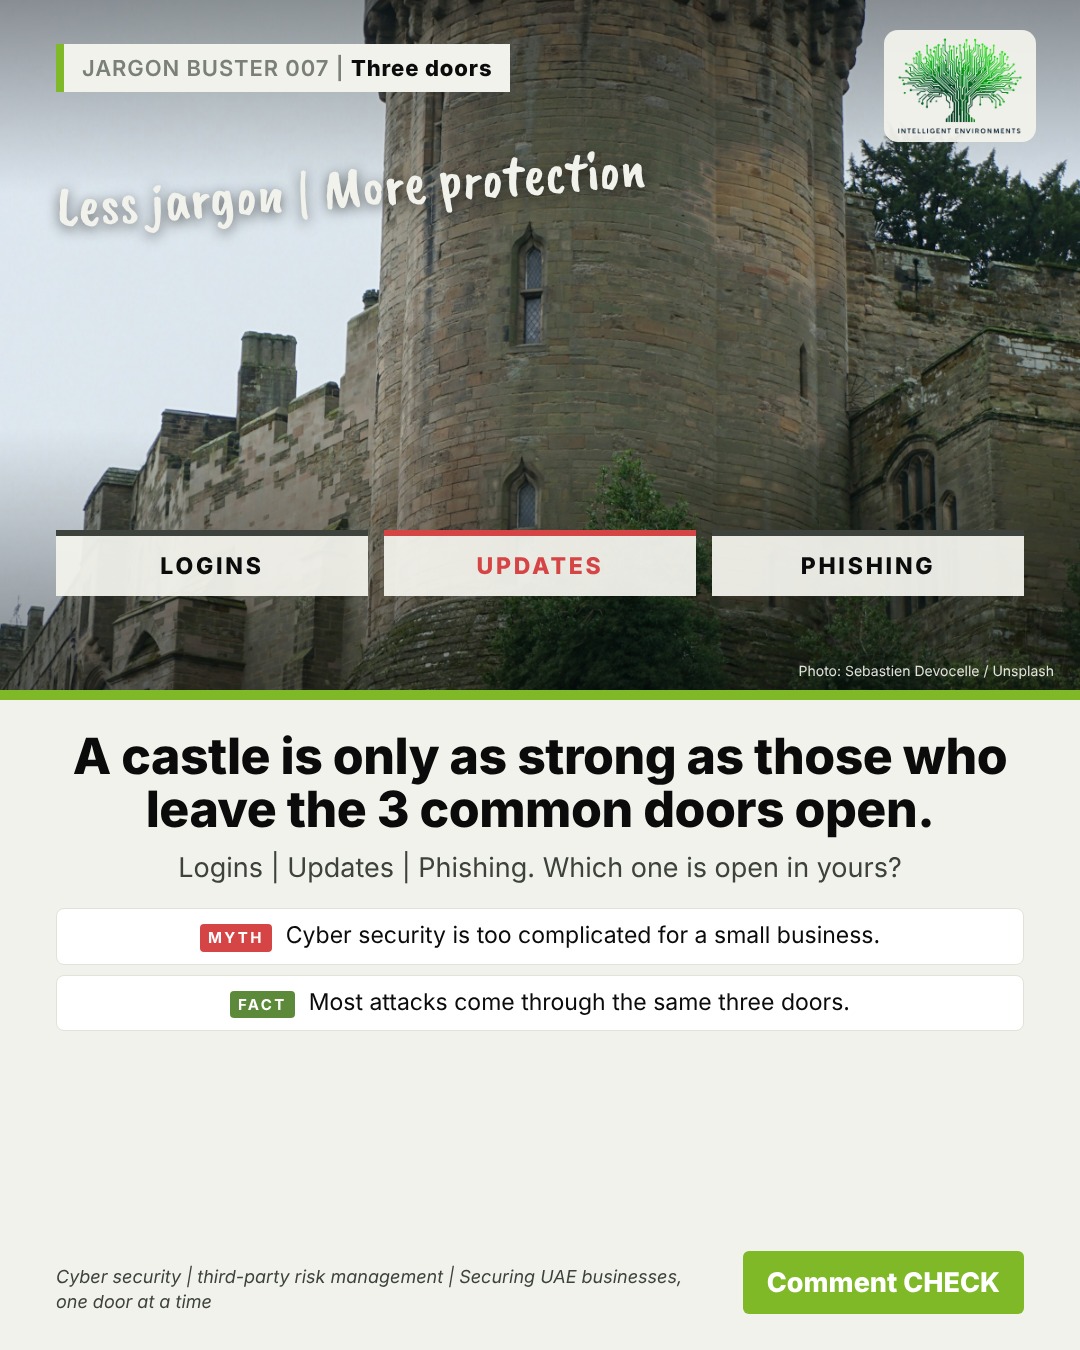 JARGON BUSTER 007 | Three doors
INTELLIGENT ENVIRONMENTS
Less jargon | More protection
LOGINS
UPDATES
PHISHING
Photo: Sebastien Devocelle / Unsplash
A castle is only as strong as those who
leave the 3 common doors open.
Logins | Updates | Phishing. Which one is open in yours?
MYTH Cyber security is too complicated for a small business.
FACT Most attacks come through the same three doors.
Cyber security | third-party risk management | Securing UAE businesses,
one door at a time
Comment CHECK